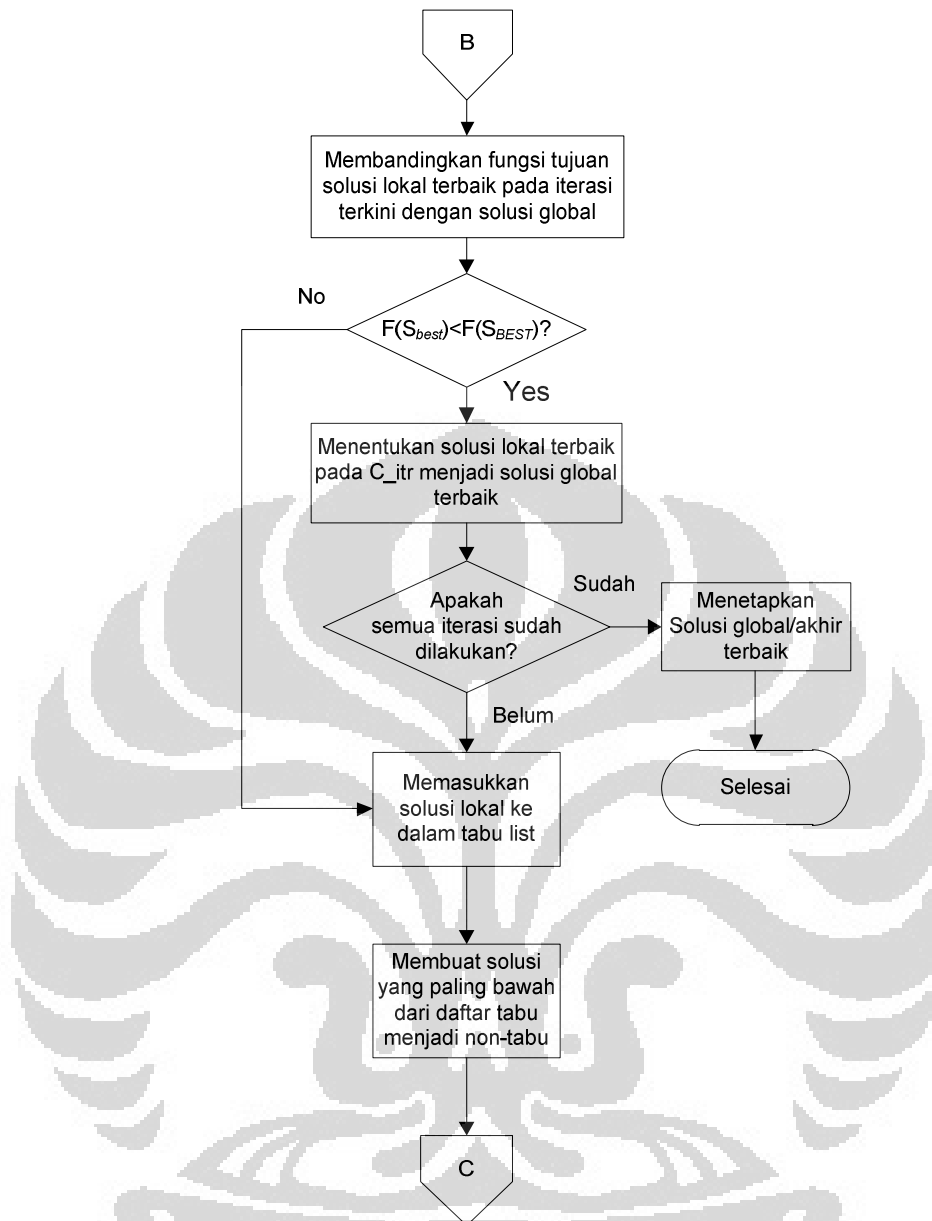 B
Membandingkan fungsi tujuan
solusi lokal terbaik pada iterasi
terkini dengan solusi global
No
F(Sbest)<F(SBEST)?
Yes
Menentukan solusi lokal terbaik
pada C_itr menjadi solusi global
terbaik
Sudah
Apakah
semua iterasi sudah
dilakukan?
Menetapkan
Solusi global/akhir
terbaik
Belum
Memasukkan
solusi lokal ke
dalam tabu list
Selesai
Membuat solusi
yang paling bawah
dari daftar tabu
menjadi non-tabu
C